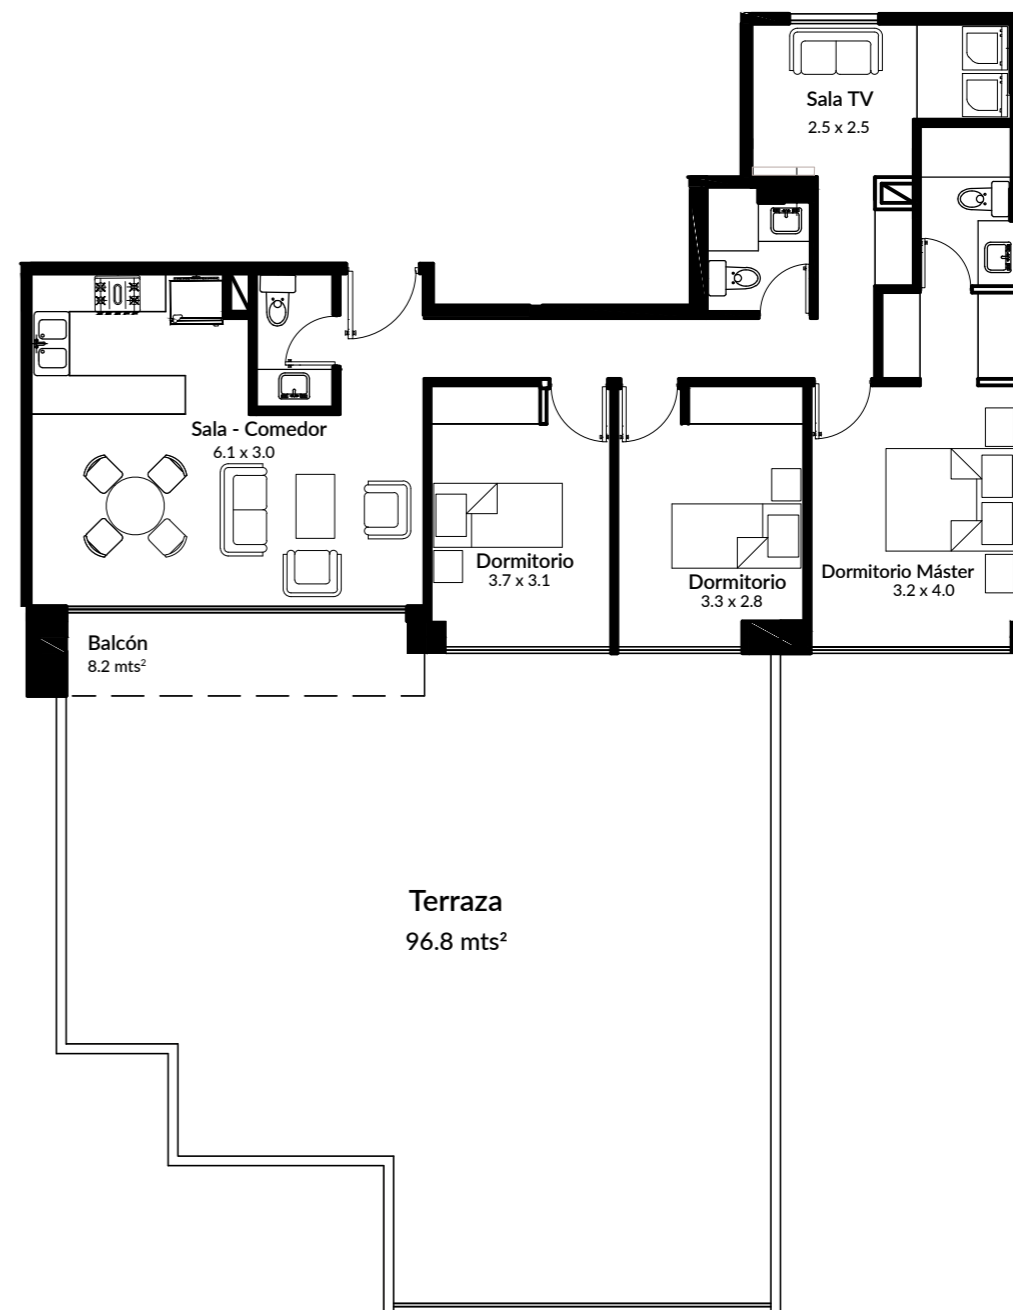 Sala TV
2.5 x 2.5
Sala - Comedor
6.1 x 3.0
Dormitorio
3.7 x 3.1
Dormitorio
3.3 x 2.8
Dormitorio Máster
3.2 x 4.0
Balcón
8.2 mts²
Terraza
96.8 mts²